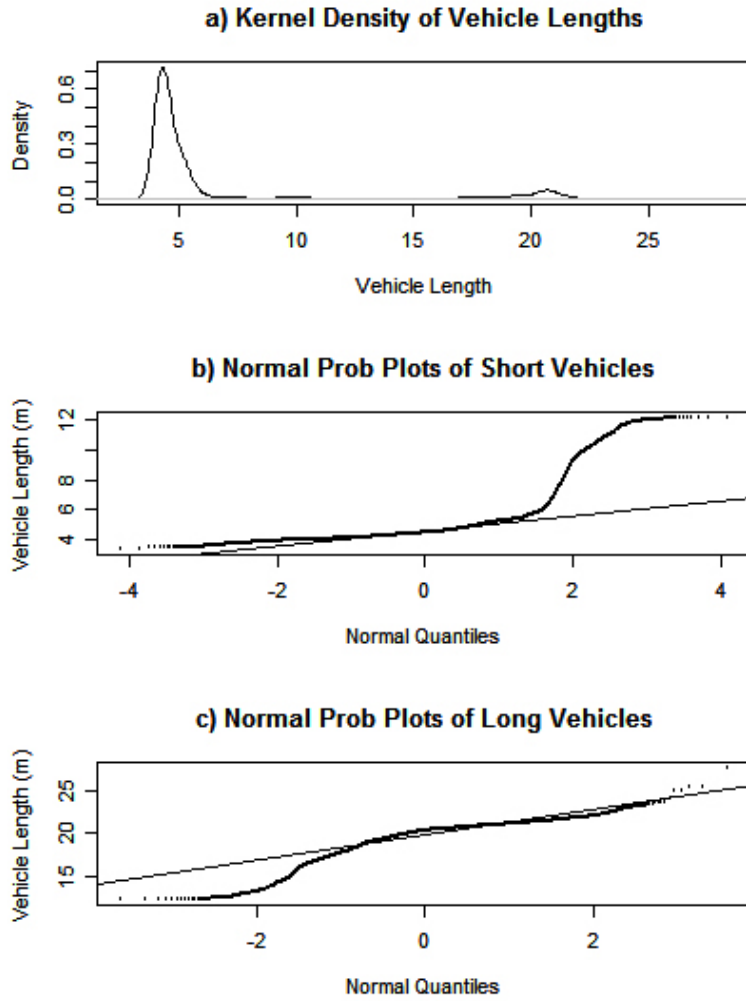 a) Kernel Density of Vehicle Lengths
Density
0.0 0.3 0.6
5 10 15 20 25
Vehicle Length
b) Normal Prob Plots of Short Vehicles
Vehicle Length (m)
4 6 8 12
-4 -2 0 2 4
Normal Quantiles
c) Normal Prob Plots of Long Vehicles
Vehicle Length (m)
15 20 25
-2 0 2
Normal Quantiles